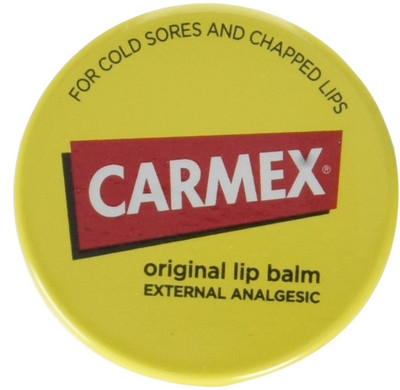 FOR COLD SORES AND CHAPPED LIPS
CARMEX®
original lip balm
EXTERNAL ANALGESIC